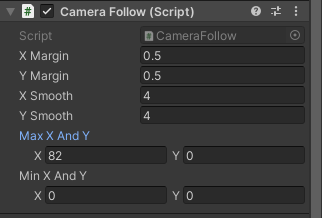 # Camera Follow (Script)
Script # CameraFollow
X Margin 0.5
Y Margin 0.5
X Smooth 4
Y Smooth 4
Max X And Y
X 82 Y 0
Min X And Y
X 0 Y 0